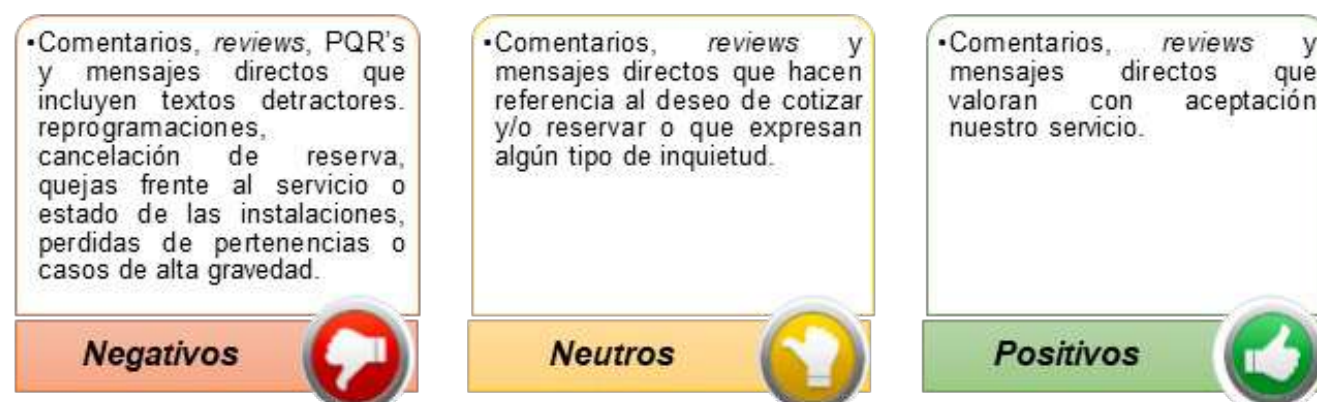 •Comentarios, reviews, PQR's
y mensajes directos que
incluyen textos detractores.
reprogramaciones,
cancelación de reserva,
quejas frente al servicio o
estado de las instalaciones,
perdidas de pertenencias o
casos de alta gravedad.
Negativos
•Comentarios, reviews y
mensajes directos que hacen
referencia al deseo de cotizar
y/o reservar o que expresan
algún tipo de inquietud.
Neutros
•Comentarios, reviews y
mensajes directos que
valoran con aceptación
nuestro servicio.
Positivos